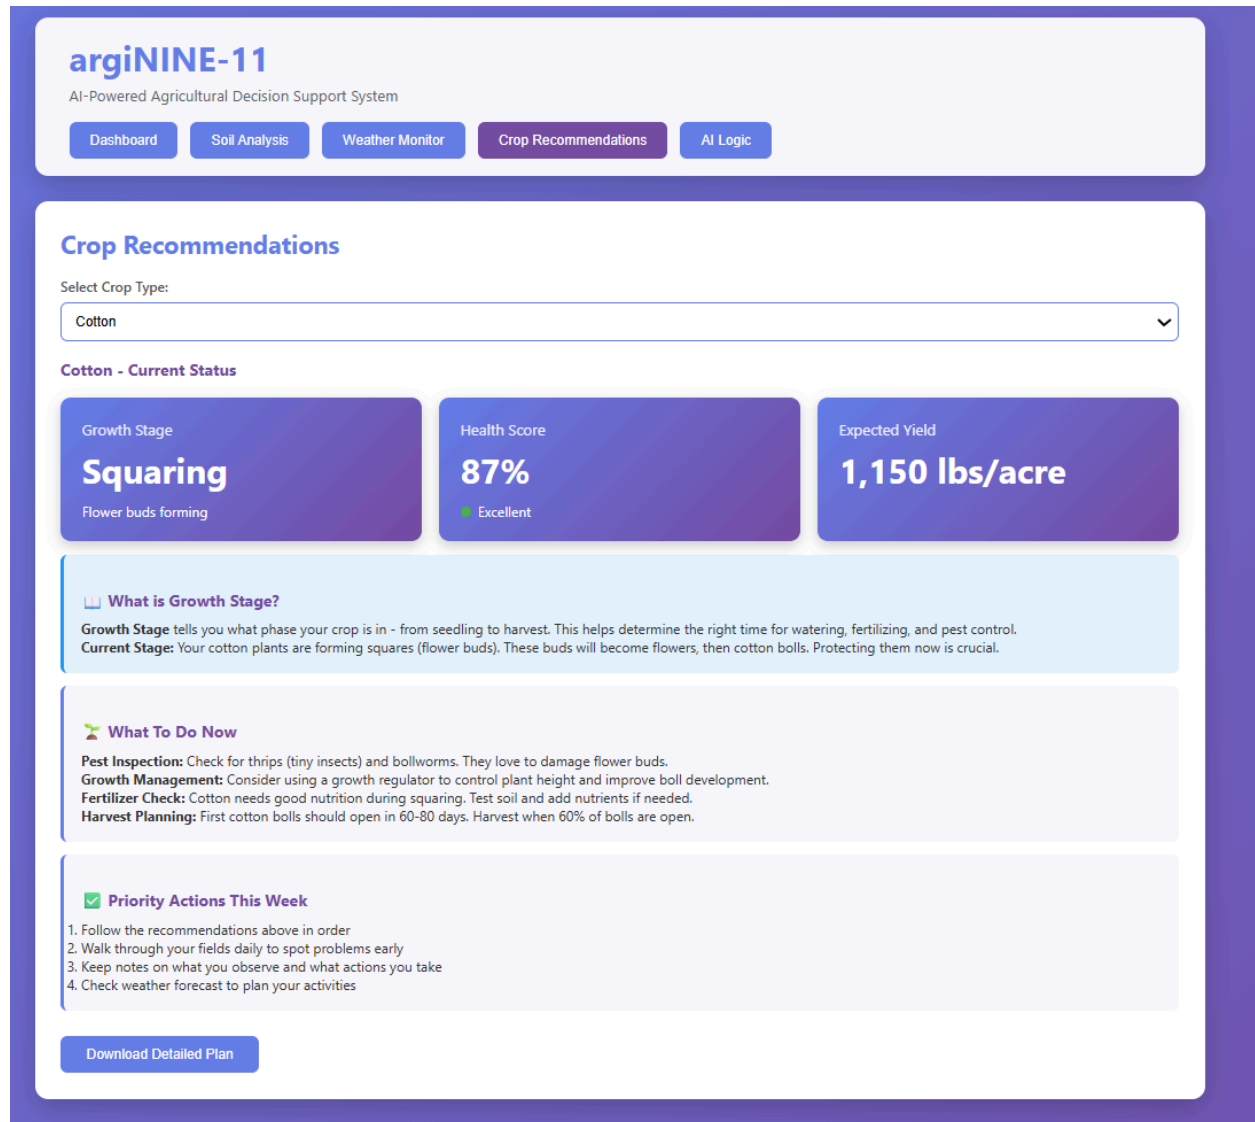 argiNINE-11
AI-Powered Agricultural Decision Support System
Dashboard
Soil Analysis
Weather Monitor
Crop Recommendations
AI Logic
Crop Recommendations
Select Crop Type:
Cotton
Cotton - Current Status
Growth Stage
Squaring
Flower buds forming
Health Score
87%
Excellent
Expected Yield
1,150 lbs/acre
What is Growth Stage?
Growth Stage tells you what phase your crop is in - from seedling to harvest. This helps determine the right time for watering, fertilizing, and pest control.
Current Stage: Your cotton plants are forming squares (flower buds). These buds will become flowers, then cotton bolls. Protecting them now is crucial.
What To Do Now
Pest Inspection: Check for thrips (tiny insects) and bollworms. They love to damage flower buds.
Growth Management: Consider using a growth regulator to control plant height and improve boll development.
Fertilizer Check: Cotton needs good nutrition during squaring. Test soil and add nutrients if needed.
Harvest Planning: First cotton bolls should open in 60-80 days. Harvest when 60% of bolls are open.
Priority Actions This Week
1. Follow the recommendations above in order
2. Walk through your fields daily to spot problems early
3. Keep notes on what you observe and what actions you take
4. Check weather forecast to plan your activities
Download Detailed Plan